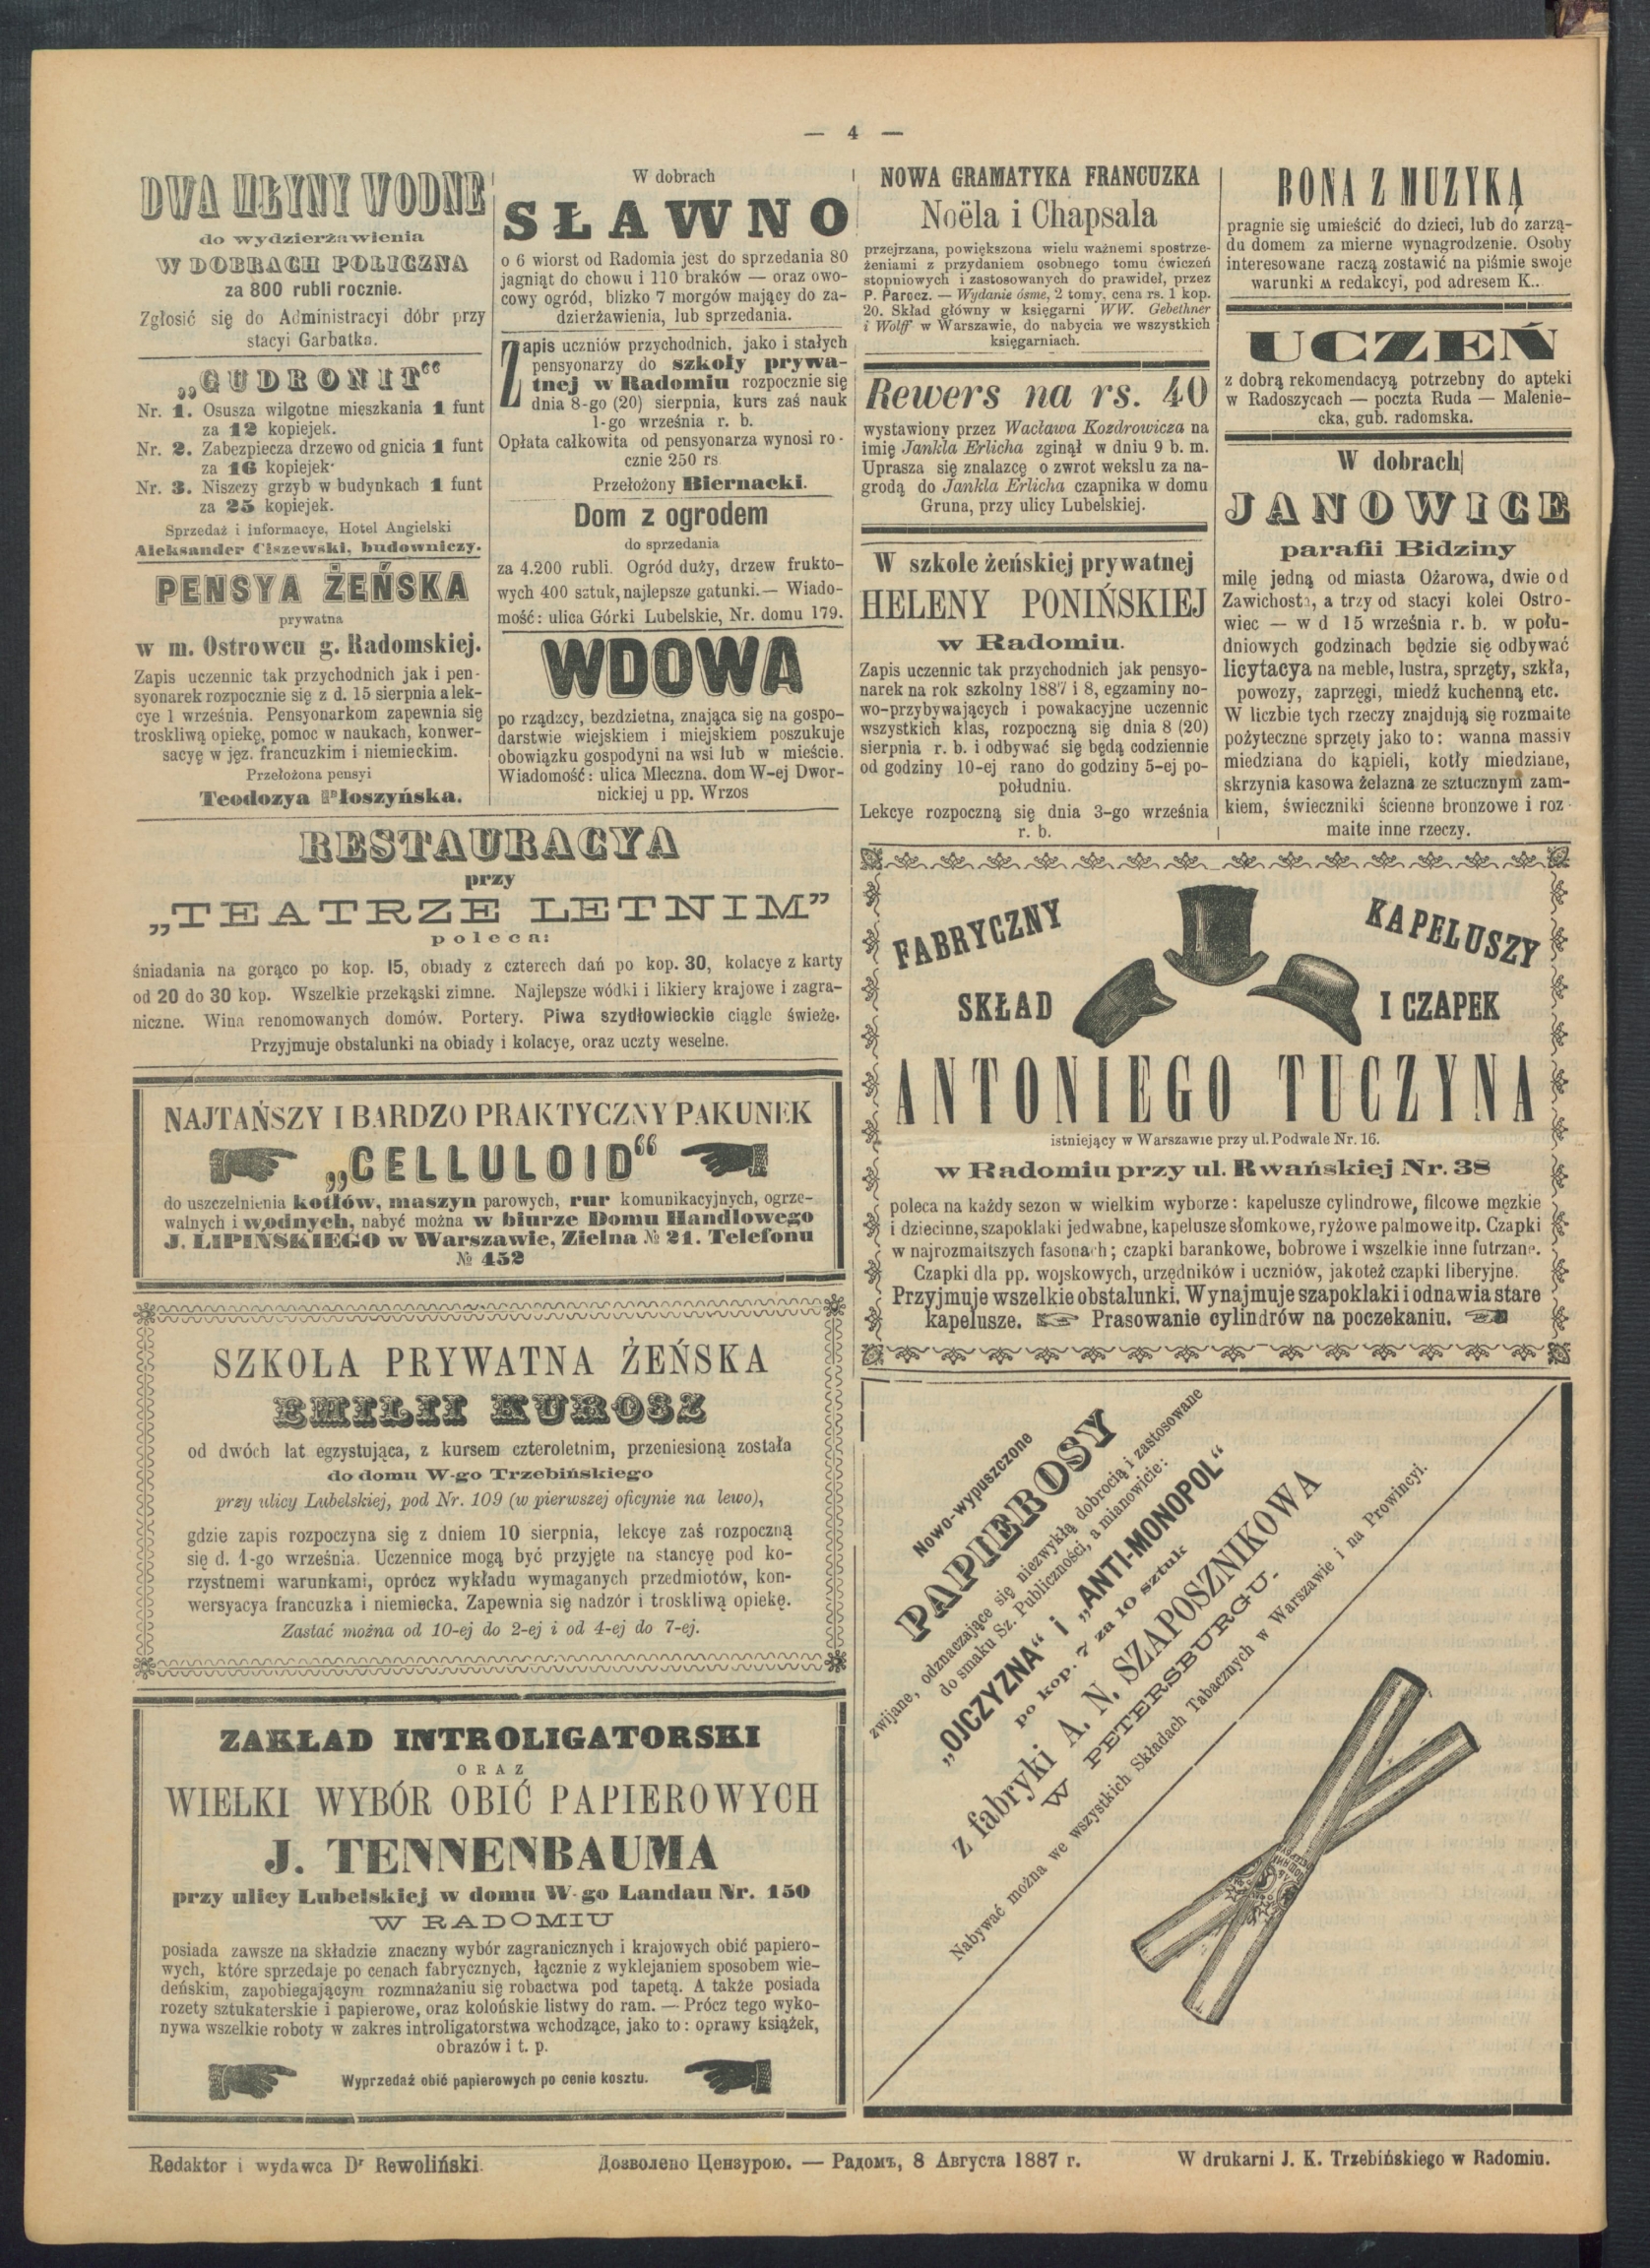 — 4 —
DWA MŁYNY WODNE
do wydzierżawienia
W DOBRACH POLICZNA
za 800 rubli rocznie.
Zgłosić się do Administracyi dóbr przy
stacyi Garbatka.
„GUDRONIT“
Nr. 1. Osusza wilgotne mieszkania 1 funt
za 12 kopiejek.
Nr. 2. Zabezpiecza drzewo od gnicia 1 funt
za 16 kopiejek·
Nr. 3. Niszczy grzyb w budynkach 1 funt
za 25 kopiejek.
Sprzedaż i informacye, Hotel Angielski
Aleksander Ciszewski, budowniczy.
PENSYA ŻEŃSKA
prywatna
w m. Ostrowcu g. Radomskiej.
Zapis uczennic tak przychodnich jak i pen-
syonarek rozpocznie się z d. 15 sierpnia a lek-
cye 1 września. Pensyonarkom zapewnia się
troskliwą opiekę, pomoc w naukach, konwer-
sacyę w jęz. francuzkim i niemieckim.
Przełożona pensyi
Teodozya Płoszyńska.
W dobrach
SŁAWNO
o 6 wiorst od Radomia jest do sprzedania 80
jagniąt do chowu i 110 braków — oraz owo-
cowy ogród, blizko 7 morgów mający do za-
dzierżawienia, lub sprzedania.
Zapis uczniów przychodnich, jako i stałych
pensyonarzy do szkoły prywa-
tnej w Radomiu rozpocznie się
dnia 8-go (20) sierpnia, kurs zaś nauk
1-go września r. b.
Opłata całkowita od pensyonarza wynosi ro-
cznie 250 rs
Przełożony Biernacki.
Dom z ogrodem
do sprzedania
za 4.200 rubli. Ogród duży, drzew frukto-
wych 400 sztuk, najlepsze gatunki. — Wiado-
mość: ulica Górki Lubelskie, Nr. domu 179.
WDOWA
po rządzcy, bezdzietna, znająca się na gospo-
darstwie wiejskiem i miejskiem poszukuje
obowiązku gospodyni na wsi lub w mieście.
Wiadomość: ulica Mleczna. dom W-ej Dwor-
nickiej u pp. Wrzos
NOWA GRAMATYKA FRANCUZKA
Noëla i Chapsala
przejrzana, powiększona wielu ważnemi spostrze-
żeniami z przydaniem osobnego tomu ćwiczeń
stopniowych i zastosowanych do prawideł, przez
P. Parocz. — Wydanie ósme, 2 tomy, cena rs. 1 kop.
20. Skład główny w księgarni WW. Gebethner
i Wolff w Warszawie, do nabycia we wszystkich
księgarniach.
Rewers na rs. 40
wystawiony przez Wacława Kozdrowicza na
imię Jankla Erlicha zginął w dniu 9 b. m.
Uprasza się znalazcę o zwrot wekslu za na-
grodą do Jankla Erlicha czapnika w domu
Gruna, przy ulicy Lubelskiej.
W szkole żeńskiej prywatnej
HELENY PONIŃSKIEJ
w Radomiu.
Zapis uczennic tak przychodnich jak pensyo-
narek na rok szkolny 1887 i 8, egzaminy no-
wo-przybywających i powakacyjne uczennic
wszystkich klas, rozpoczną się dnia 8 (20)
sierpnia r. b. i odbywać się będą codziennie
od godziny 10-ej rano do godziny 5-ej po-
południu.
Lekcye rozpoczną się dnia 3-go września
r. b.
BONA Z MUZYKĄ
pragnie się umieścić do dzieci, lub do zarzą-
du domem za mierne wynagrodzenie. Osoby
interesowane raczą zostawić na piśmie swoje
warunki w redakcyi, pod adresem K..
UCZEŃ
z dobrą rekomendacyą potrzebny do apteki
w Radoszycach — poczta Ruda — Malenie-
cka, gub. radomska.
W dobrach
JANOWICE
parafii Bidziny
milę jedną od miasta Ożarowa, dwie od
Zawichosta, a trzy od stacyi kolei Ostro-
wiec — w d 15 września r. b. w połu-
dniowych godzinach będzie się odbywać
licytacya na meble, lustra, sprzęty, szkła,
powozy, zaprzęgi, miedź kuchenną etc.
W liczbie tych rzeczy znajdują się rozmaite
pożyteczne sprzęty jako to: wanna massiv
miedziana do kąpieli, kotły miedziane,
skrzynia kasowa żelazna ze sztucznym zam-
kiem, świeczniki ścienne bronzowe i roz-
maite inne rzeczy.
RESTAURACYA
przy
„TEATRZE LETNIM”
poleca:
śniadania na gorąco po kop. 15, obiady z czterech dań po kop. 30, kolacye z karty
od 20 do 30 kop. Wszelkie przekąski zimne. Najlepsze wódki i likiery krajowe i zagra-
niczne. Wina renomowanych domów. Portery. Piwa szydłowieckie ciągle świeże.
Przyjmuje obstalunki na obiady i kolacye, oraz uczty weselne.
NAJTAŃSZY I BARDZO PRAKTYCZNY PAKUNEK
„CELLULOID“
do uszczelnienia kotłów, maszyn parowych, rur komunikacyjnych, ogrze-
walnych i wodnych, nabyć można w biurze Domu Handlowego
J. LIPIŃSKIEGO w Warszawie, Zielna № 21. Telefonu
№ 452
SZKOŁA PRYWATNA ŻEŃSKA
EMILII KUROSZ
od dwóch lat egzystująca, z kursem czteroletnim, przeniesioną została
do domu W-go Trzebińskiego
przy ulicy Lubelskiej, pod Nr. 109 (w pierwszej oficynie na lewo),
gdzie zapis rozpoczyna się z dniem 10 sierpnia, lekcye zaś rozpoczną
się d. 1-go września. Uczennice mogą być przyjęte na stancyę pod ko-
rzystnemi warunkami, oprócz wykładu wymaganych przedmiotów, kon-
wersyacya francuzka i niemiecka. Zapewnia się nadzór i troskliwą opiekę.
Zastać można od 10-ej do 2-ej i od 4-ej do 7-ej.
ZAKŁAD INTROLIGATORSKI
ORAZ
WIELKI WYBÓR OBIĆ PAPIEROWYCH
J. TENNENBAUMA
przy ulicy Lubelskiej w domu W-go Landau Nr. 150
W RADOMIU
posiada zawsze na składzie znaczny wybór zagranicznych i krajowych obić papiero-
wych, które sprzedaje po cenach fabrycznych, łącznie z wyklejaniem sposobem wie-
deńskim, zapobiegającym rozmnażaniu się robactwa pod tapetą. A także posiada
rozety sztukaterskie i papierowe, oraz kolońskie listwy do ram. — Prócz tego wyko-
nywa wszelkie roboty w zakres introligatorstwa wchodzące, jako to: oprawy książek,
obrazów i t. p.
Wyprzedaż obić papierowych po cenie kosztu.
FABRYCZNY
KAPELUSZY
SKŁAD
I CZAPEK
ANTONIEGO TUCZYNA
istniejący w Warszawie przy ul. Podwale Nr. 16.
w Radomiu przy ul. Rwańskiej Nr. 38
poleca na każdy sezon w wielkim wyborze: kapelusze cylindrowe, filcowe męzkie
i dziecinne, szapoklaki jedwabne, kapelusze słomkowe, ryżowe palmowe itp. Czapki
w najrozmaitszych fasonach; czapki barankowe, bobrowe i wszelkie inne futrzane.
Czapki dla pp. wojskowych, urzędników i uczniów, jakoteż czapki liberyjne.
Przyjmuje wszelkie obstalunki. Wynajmuje szapoklaki i odnawia stare
kapelusze. Prasowanie cylindrów na poczekaniu.
Nowo-wypuszczone
PAPIEROSY
zwijane, odznaczające się niezwykłą dobrocią i zastosowane
do smaku Sz. Publiczności, a mianowicie:
„OJCZYZNA“ i „ANTI-MONOPOL“
po kop. 7 za 10 sztuk
z fabryki A. N. SZAPOSZNIKOWA
W PETERSBURGU.
Nabywać można we wszystkich Składach Tabacznych w Warszawie i na Prowincyi.
Redaktor i wydawca Dr Rewoliński.
Дозволено Цензурою. — Радомъ, 8 Августа 1887 г.
W drukarni J. K. Trzebińskiego w Radomiu.